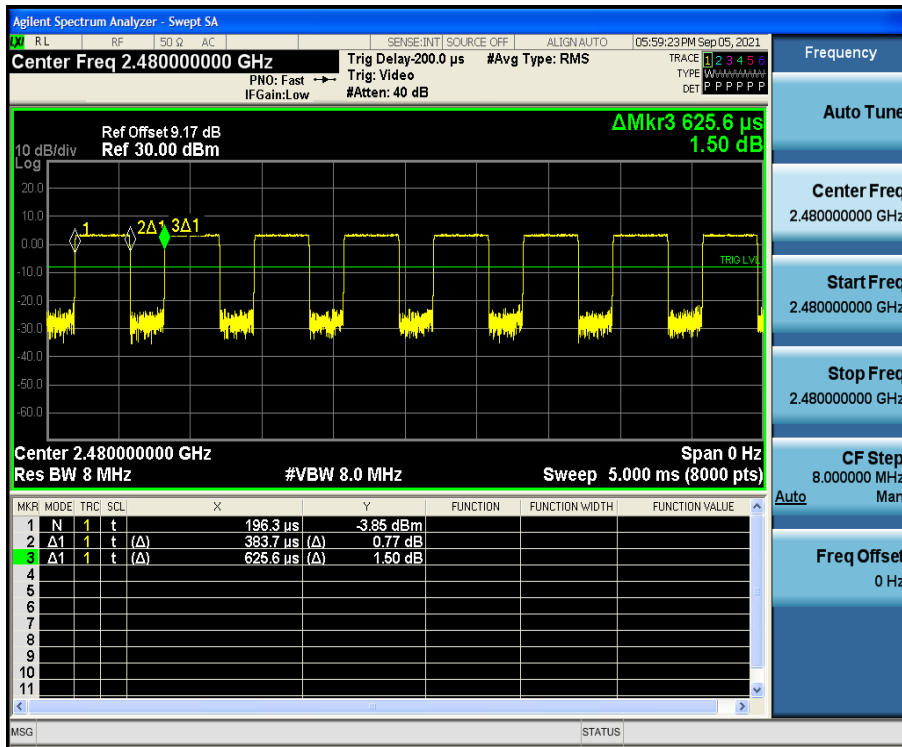 Agilent Spectrum Analyzer - Swept SA
LXI RL RF 50 Ω AC SENSE:INT SOURCE OFF ALIGN AUTO 05:59:23 PM Sep 05, 2021
Center Freq 2.480000000 GHz
PNO: Fast
IFGain:Low
Trig Delay-200.0 µs #Avg Type: RMS
Trig: Video
#Atten: 40 dB
TRACE 1 2 3 4 5 6
TYPE WWWWWW
DET P P P P P P
Ref Offset 9.17 dB
10 dB/div Ref 30.00 dBm
Log
ΔMkr3 625.6 µs
1.50 dB
20.0
10.0
0.00
-10.0
-20.0
-30.0
-40.0
-50.0
-60.0
1 2Δ1 3Δ1
TRIG LVL
Center 2.480000000 GHz Span 0 Hz
Res BW 8 MHz #VBW 8.0 MHz Sweep 5.000 ms (8000 pts)
MKR MODE TRC SCL X Y FUNCTION FUNCTION WIDTH FUNCTION VALUE
1 N 1 t 196.3 µs -3.85 dBm
2 Δ1 1 t (Δ) 383.7 µs (Δ) 0.77 dB
3 Δ1 1 t (Δ) 625.6 µs (Δ) 1.50 dB
4
5
6
7
8
9
10
11
MSG STATUS
Frequency
Auto Tune
Center Freq
2.480000000 GHz
Start Freq
2.480000000 GHz
Stop Freq
2.480000000 GHz
CF Step
8.000000 MHz
Auto Man
Freq Offset
0 Hz